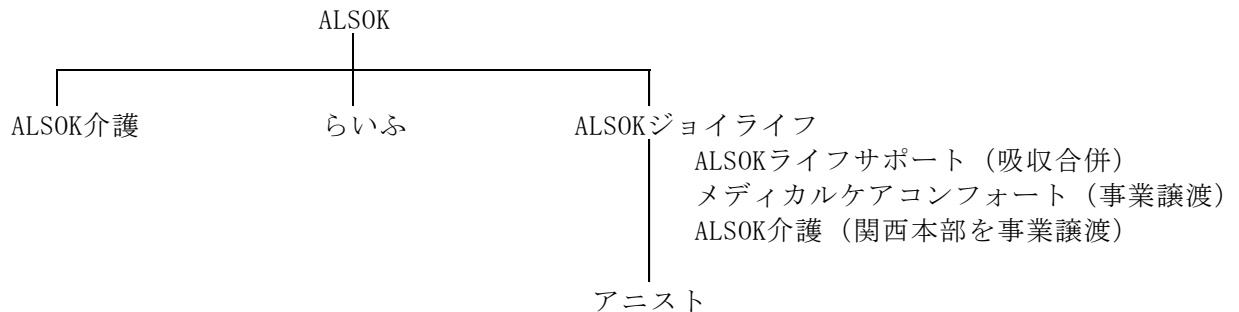 ALSOK
ALSOK介護 らいふ ALSOKジョイライフ
ALSOKライフサポート（吸収合併）
メディカルケアコンフォート（事業譲渡）
ALSOK介護（関西本部を事業譲渡）
アニスト